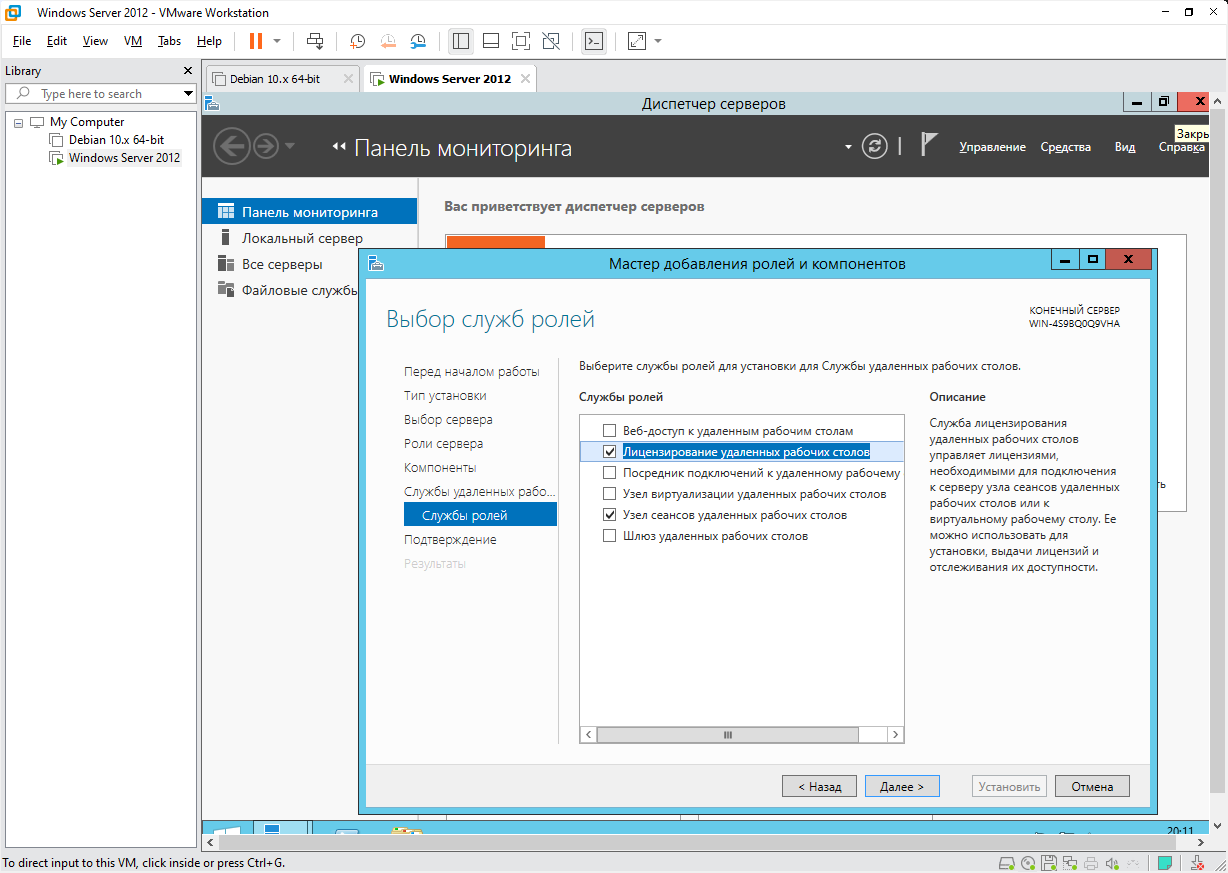 Windows Server 2012 - VMware Workstation
File Edit View VM Tabs Help
Library
Type here to search
My Computer
Debian 10.x 64-bit
Windows Server 2012
Debian 10.x 64-bit
Windows Server 2012
Диспетчер серверов
Панель мониторинга
Управление Средства Вид Справка
Закры
Панель мониторинга
Локальный сервер
Все серверы
Файловые службы
Вас приветствует диспетчер серверов
Мастер добавления ролей и компонентов
Выбор служб ролей
КОНЕЧНЫЙ СЕРВЕР
WIN-4S9BQ0Q9VHA
Перед началом работы
Тип установки
Выбор сервера
Роли сервера
Компоненты
Службы удаленных рабо...
Службы ролей
Подтверждение
Результаты
Выберите службы ролей для установки для Службы удаленных рабочих столов.
Службы ролей
Веб-доступ к удаленным рабочим столам
Лицензирование удаленных рабочих столов
Посредник подключений к удаленному рабочему
Узел виртуализации удаленных рабочих столов
Узел сеансов удаленных рабочих столов
Шлюз удаленных рабочих столов
Описание
Служба лицензирования
удаленных рабочих столов
управляет лицензиями,
необходимыми для подключения
к серверу узла сеансов удаленных
рабочих столов или к
виртуальному рабочему столу. Ее
можно использовать для
установки, выдачи лицензий и
отслеживания их доступности.
ть
< Назад
Далее >
Установить
Отмена
20:11
To direct input to this VM, click inside or press Ctrl+G.